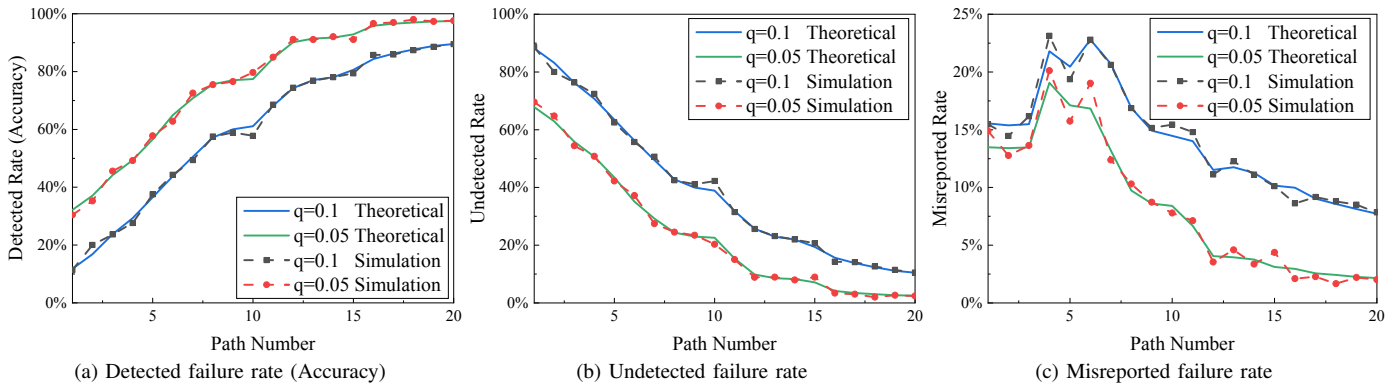 100%
80%
60%
40%
20%
0%
Detected Rate (Accuracy)
q=0.1 Theoretical
q=0.05 Theoretical
q=0.1 Simulation
q=0.05 Simulation
5 10 15 20
Path Number
(a) Detected failure rate (Accuracy)
100%
80%
60%
40%
20%
0%
Undetected Rate
q=0.1 Theoretical
q=0.05 Theoretical
q=0.1 Simulation
q=0.05 Simulation
5 10 15 20
Path Number
(b) Undetected failure rate
25%
20%
15%
10%
5%
0%
Misreported Rate
q=0.1 Theoretical
q=0.05 Theoretical
q=0.1 Simulation
q=0.05 Simulation
5 10 15 20
Path Number
(c) Misreported failure rate